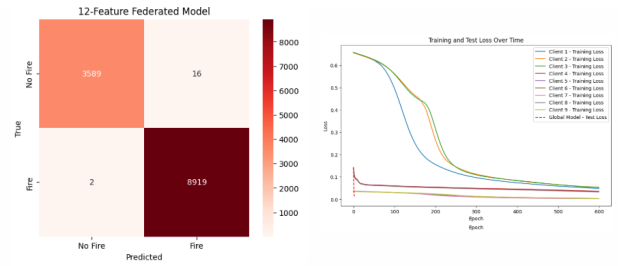 12-Feature Federated Model
No Fire
3589
16
Fire
2
8919
True
No Fire
Fire
Predicted
8000
7000
6000
5000
4000
3000
2000
1000
Training and Test Loss Over Time
Client 1 - Training Loss
Client 2 - Training Loss
Client 3 - Training Loss
Client 4 - Training Loss
Client 5 - Training Loss
Client 6 - Training Loss
Client 7 - Training Loss
Client 8 - Training Loss
Client 9 - Training Loss
Global Model - Test Loss
Loss
0.6
0.5
0.4
0.3
0.2
0.1
0.0
0
100
200
300
400
500
600
Epoch
Epoch